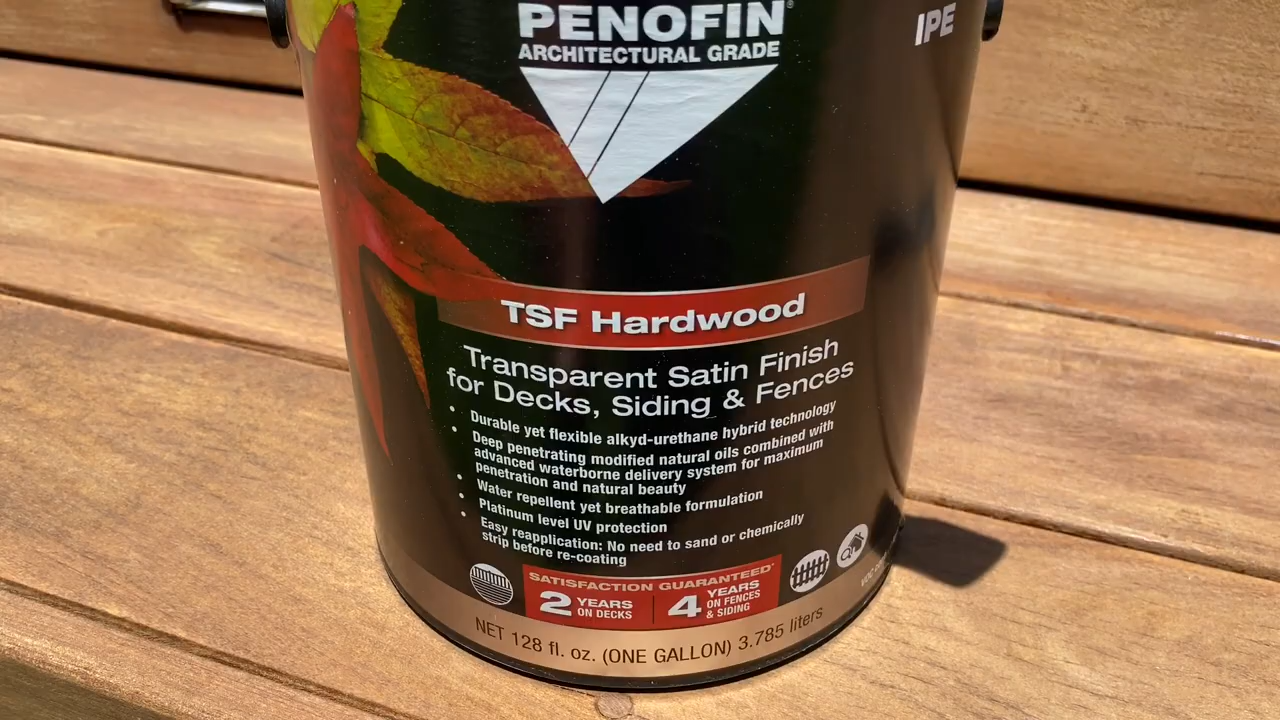 PENOFIN®
IPE
ARCHITECTURAL GRADE
TSF Hardwood
Transparent Satin Finish
for Decks, Siding & Fences
• Durable yet flexible alkyd-urethane hybrid technology
• Deep penetrating modified natural oils combined with
advanced waterborne delivery system for maximum
penetration and natural beauty
• Water repellent yet breathable formulation
• Platinum level UV protection
• Easy reapplication: No need to sand or chemically
strip before re-coating
SATISFACTION GUARANTEED*
2 YEARS ON DECKS
4 YEARS ON FENCES & SIDING
VOC
NET 128 fl. oz. (ONE GALLON) 3.785 liters